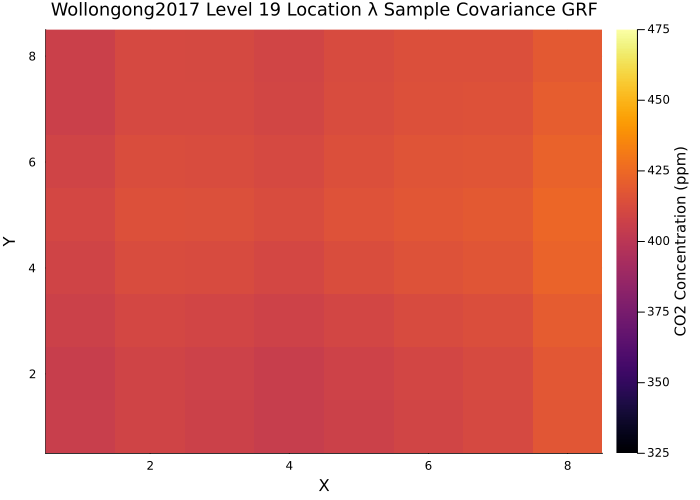 Wollongong2017 Level 19 Location λ Sample Covariance GRF
8
6
4
2
Y
2 4 6 8
X
475
450
425
400
375
350
325
CO2 Concentration (ppm)